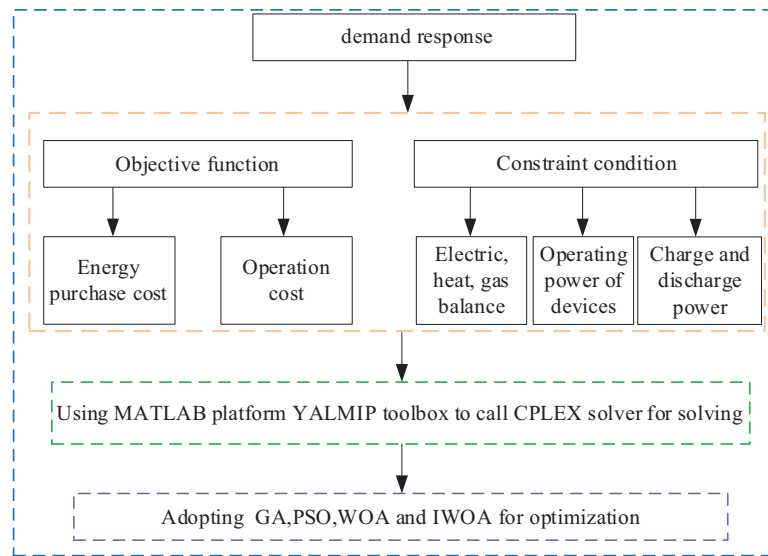 demand response
Objective function
Constraint condition
Energy
purchase cost
Operation
cost
Electric,
heat, gas
balance
Operating
power of
devices
Charge and
discharge
power
Using MATLAB platform YALMIP toolbox to call CPLEX solver for solving
Adopting GA,PSO,WOA and IWOA for optimization